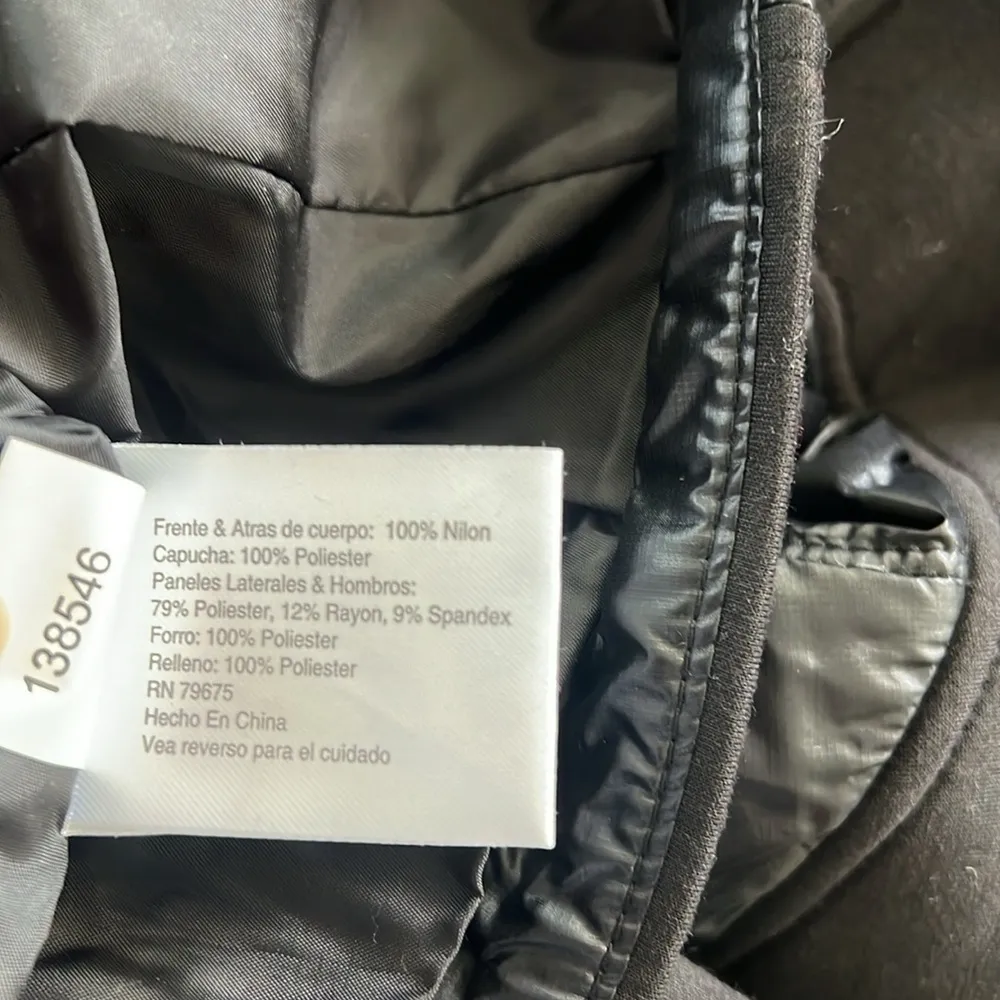 138546
Frente & Atras de cuerpo: 100% Nilon
Capucha: 100% Poliester
Paneles Laterales & Hombros:
79% Poliester, 12% Rayon, 9% Spandex
Forro: 100% Poliester
Relleno: 100% Poliester
RN 79675
Hecho En China
Vea reverso para el cuidado